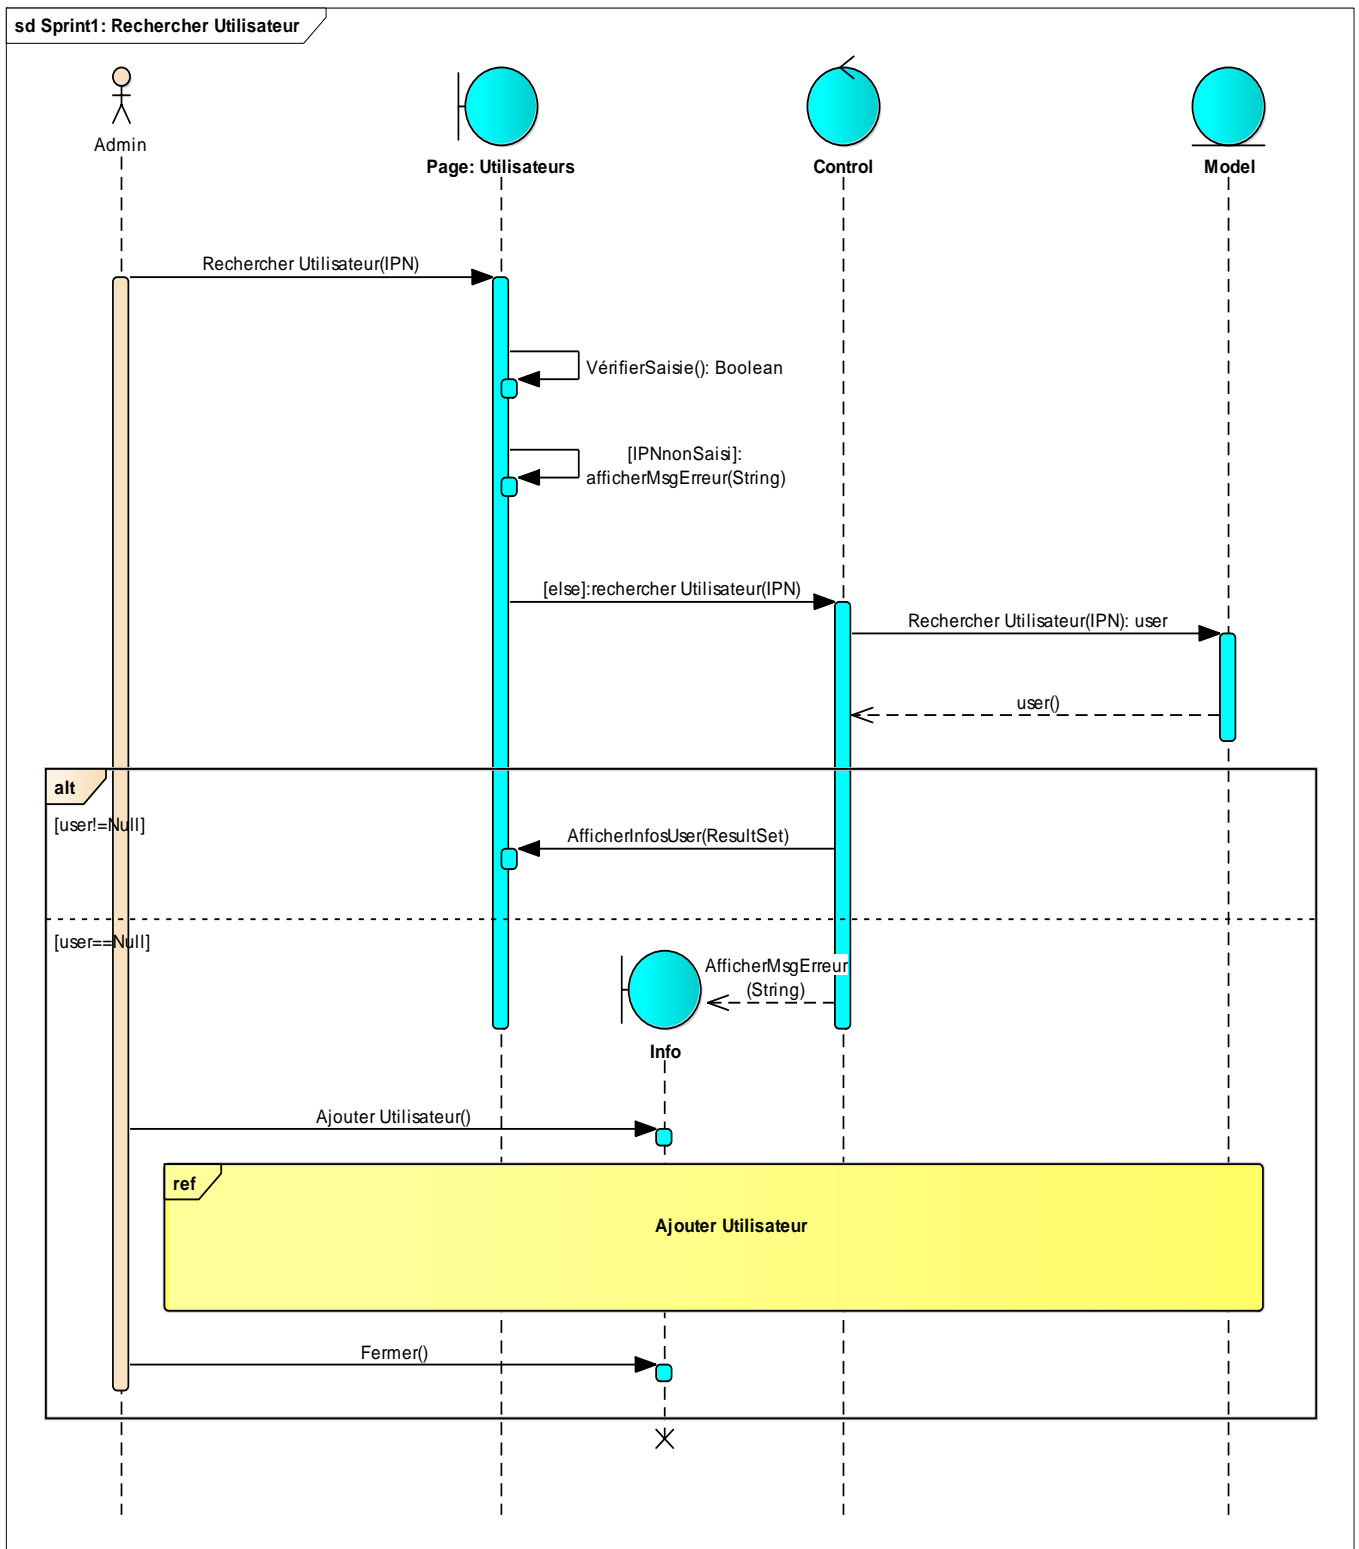 sd Sprint1: Rechercher Utilisateur
Admin
Page: Utilisateurs
Control
Model
Rechercher Utilisateur(IPN)
VérifierSaisie(): Boolean
[IPNnonSaisi]:
afficherMsgErreur(String)
[else]:rechercher Utilisateur(IPN)
Rechercher Utilisateur(IPN): user
user()
alt
[user!=Null]
AfficherInfosUser(ResultSet)
[user==Null]
AfficherMsgErreur
(String)
Info
Ajouter Utilisateur()
ref
Ajouter Utilisateur
Fermer()